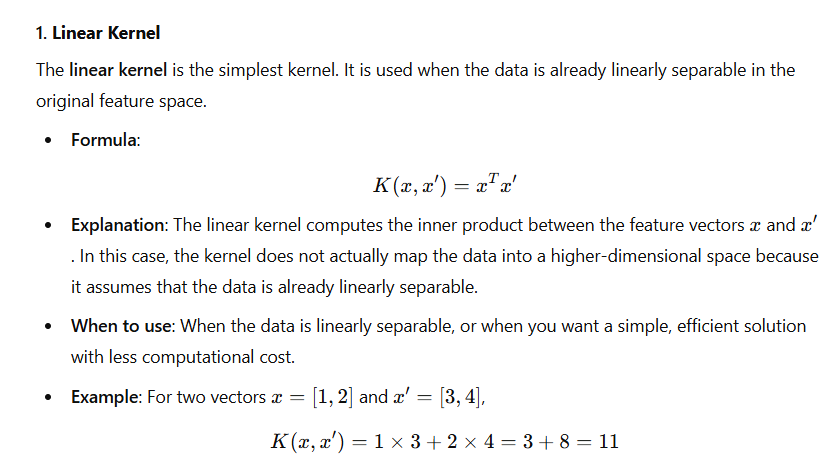 1. Linear Kernel
The linear kernel is the simplest kernel. It is used when the data is already linearly separable in the
original feature space.
• Formula:
K(x, x′) = xᵀx′
• Explanation: The linear kernel computes the inner product between the feature vectors x and x′
. In this case, the kernel does not actually map the data into a higher-dimensional space because
it assumes that the data is already linearly separable.
• When to use: When the data is linearly separable, or when you want a simple, efficient solution
with less computational cost.
• Example: For two vectors x = [1, 2] and x′ = [3, 4],
K(x, x′) = 1 × 3 + 2 × 4 = 3 + 8 = 11